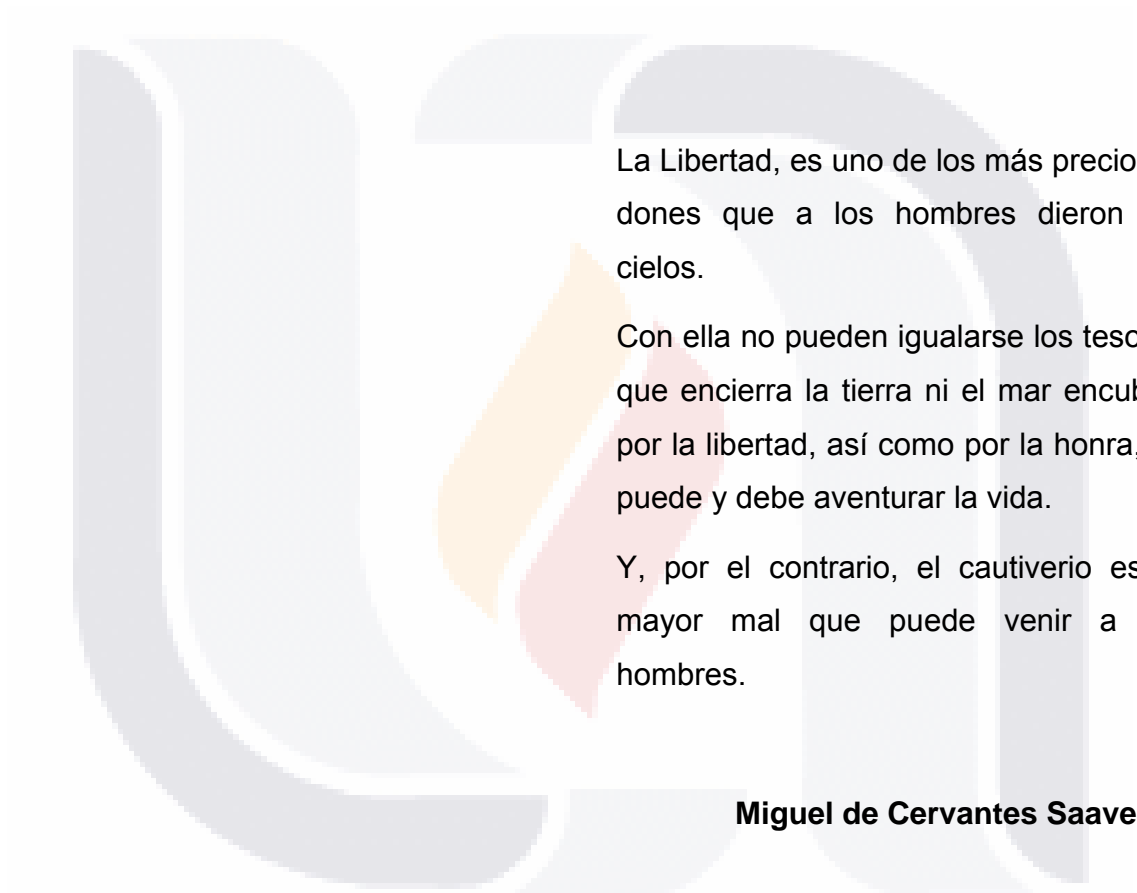 La Libertad, es uno de los más precio
dones que a los hombres dieron
cielos.
Con ella no pueden igualarse los teso
que encierra la tierra ni el mar encub
por la libertad, así como por la honra,
puede y debe aventurar la vida.
Y, por el contrario, el cautiverio es
mayor mal que puede venir a
hombres.
Miguel de Cervantes Saave